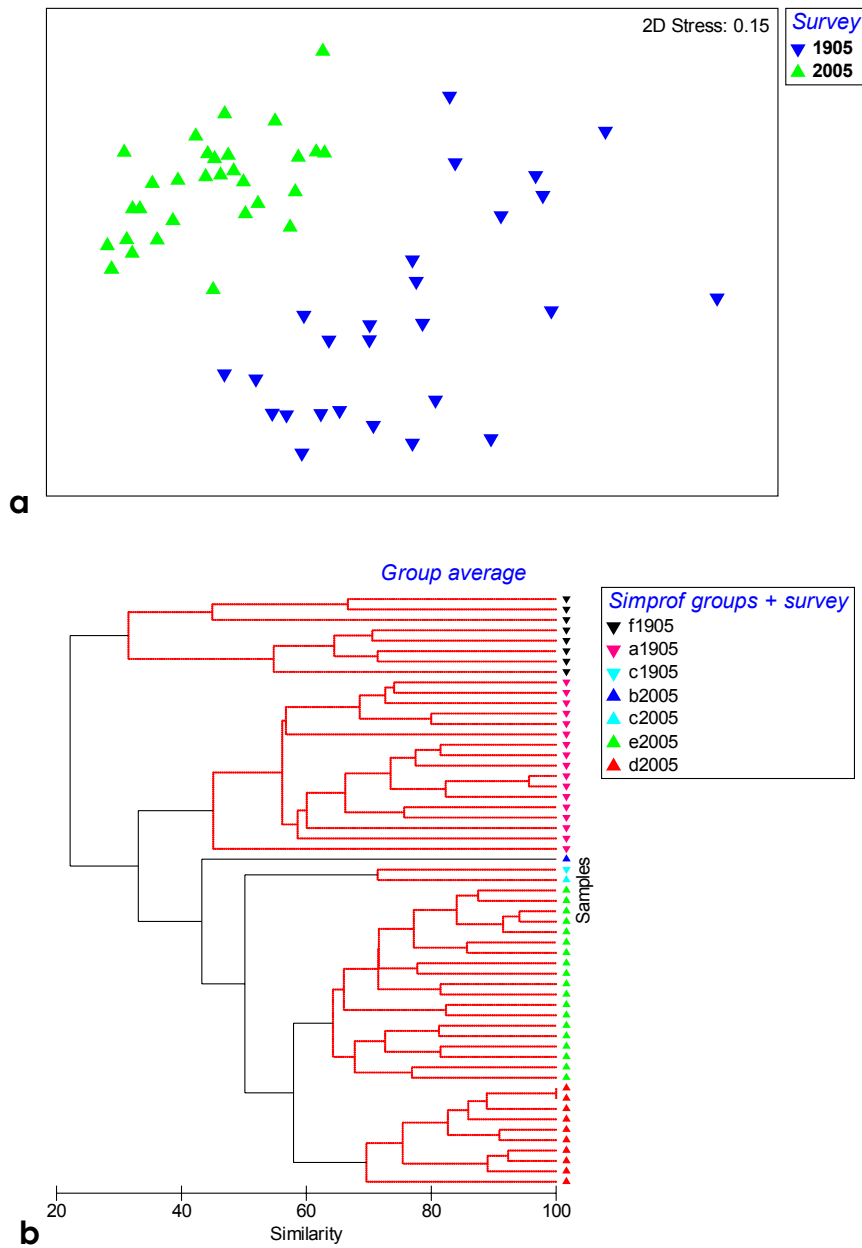 2D Stress: 0.15
Survey
1905
2005
a
Group average
Simprof groups + survey
f1905
a1905
c1905
b2005
c2005
e2005
d2005
Samples
20 40 60 80 100
Similarity
b